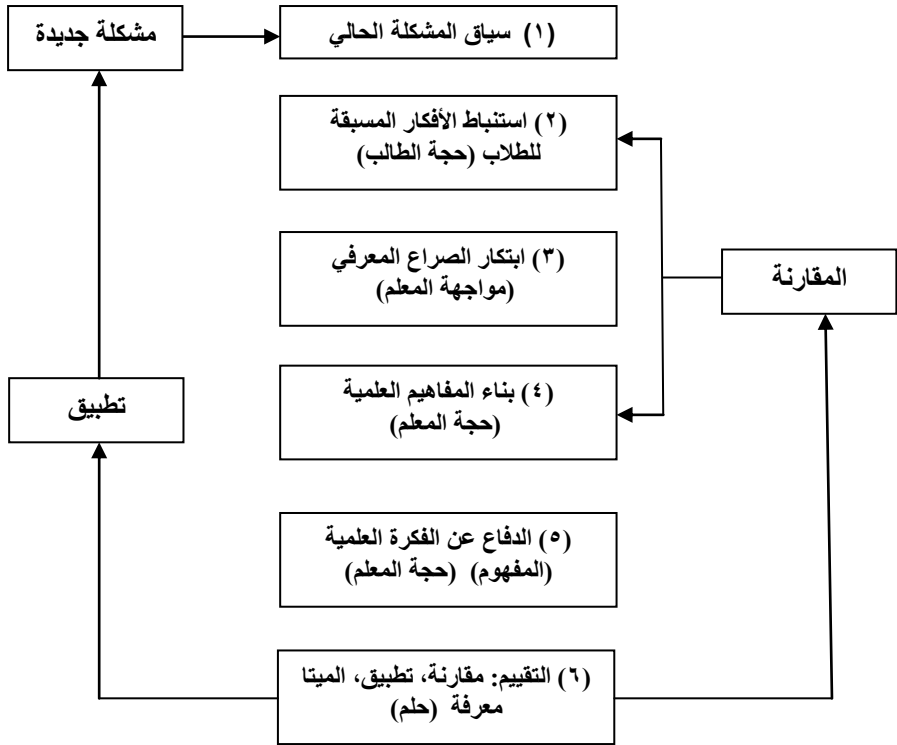 مشكلة جديدة
(١) سياق المشكلة الحالي
(٢) استنباط الأفكار المسبقة
للطلاب (حجة الطالب)
(٣) ابتكار الصراع المعرفي
(مواجهة المعلم)
المقارنة
(٤) بناء المفاهيم العلمية
(حجة المعلم)
تطبيق
(٥) الدفاع عن الفكرة العلمية
(المفهوم) (حجة المعلم)
(٦) التقييم: مقارنة، تطبيق، الميتا
معرفة (حلم)